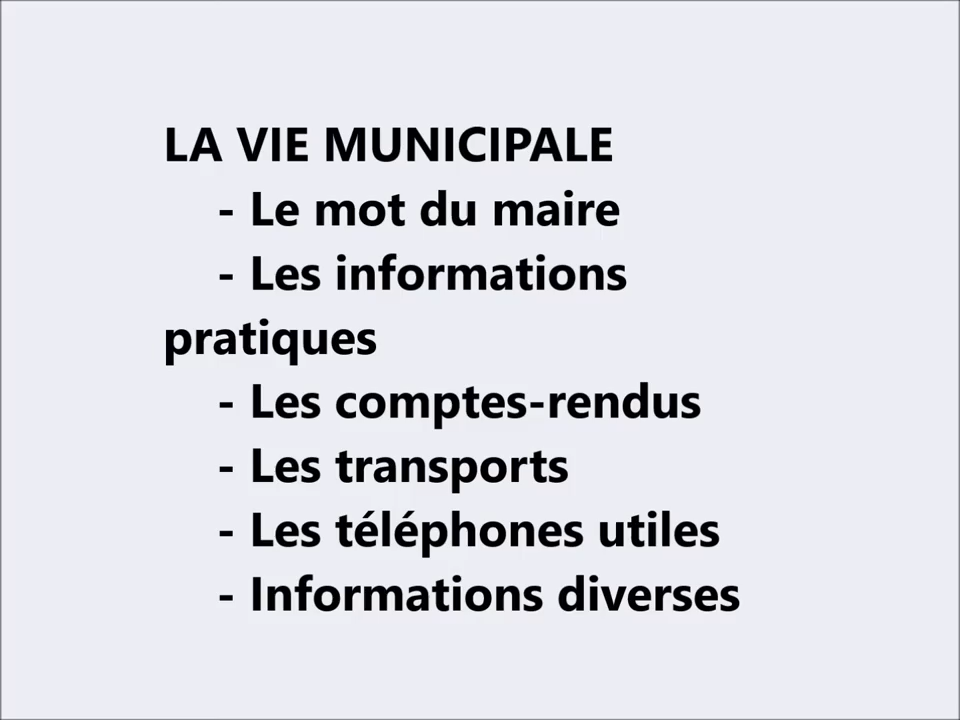 LA VIE MUNICIPALE
- Le mot du maire
- Les informations
pratiques
- Les comptes-rendus
- Les transports
- Les téléphones utiles
- Informations diverses